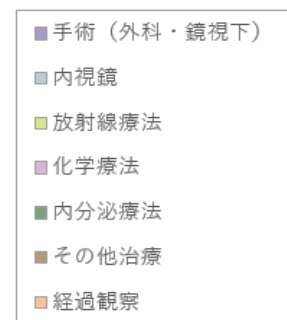 手術（外科・鏡視下）
内視鏡
放射線療法
化学療法
内分泌療法
その他治療
経過観察